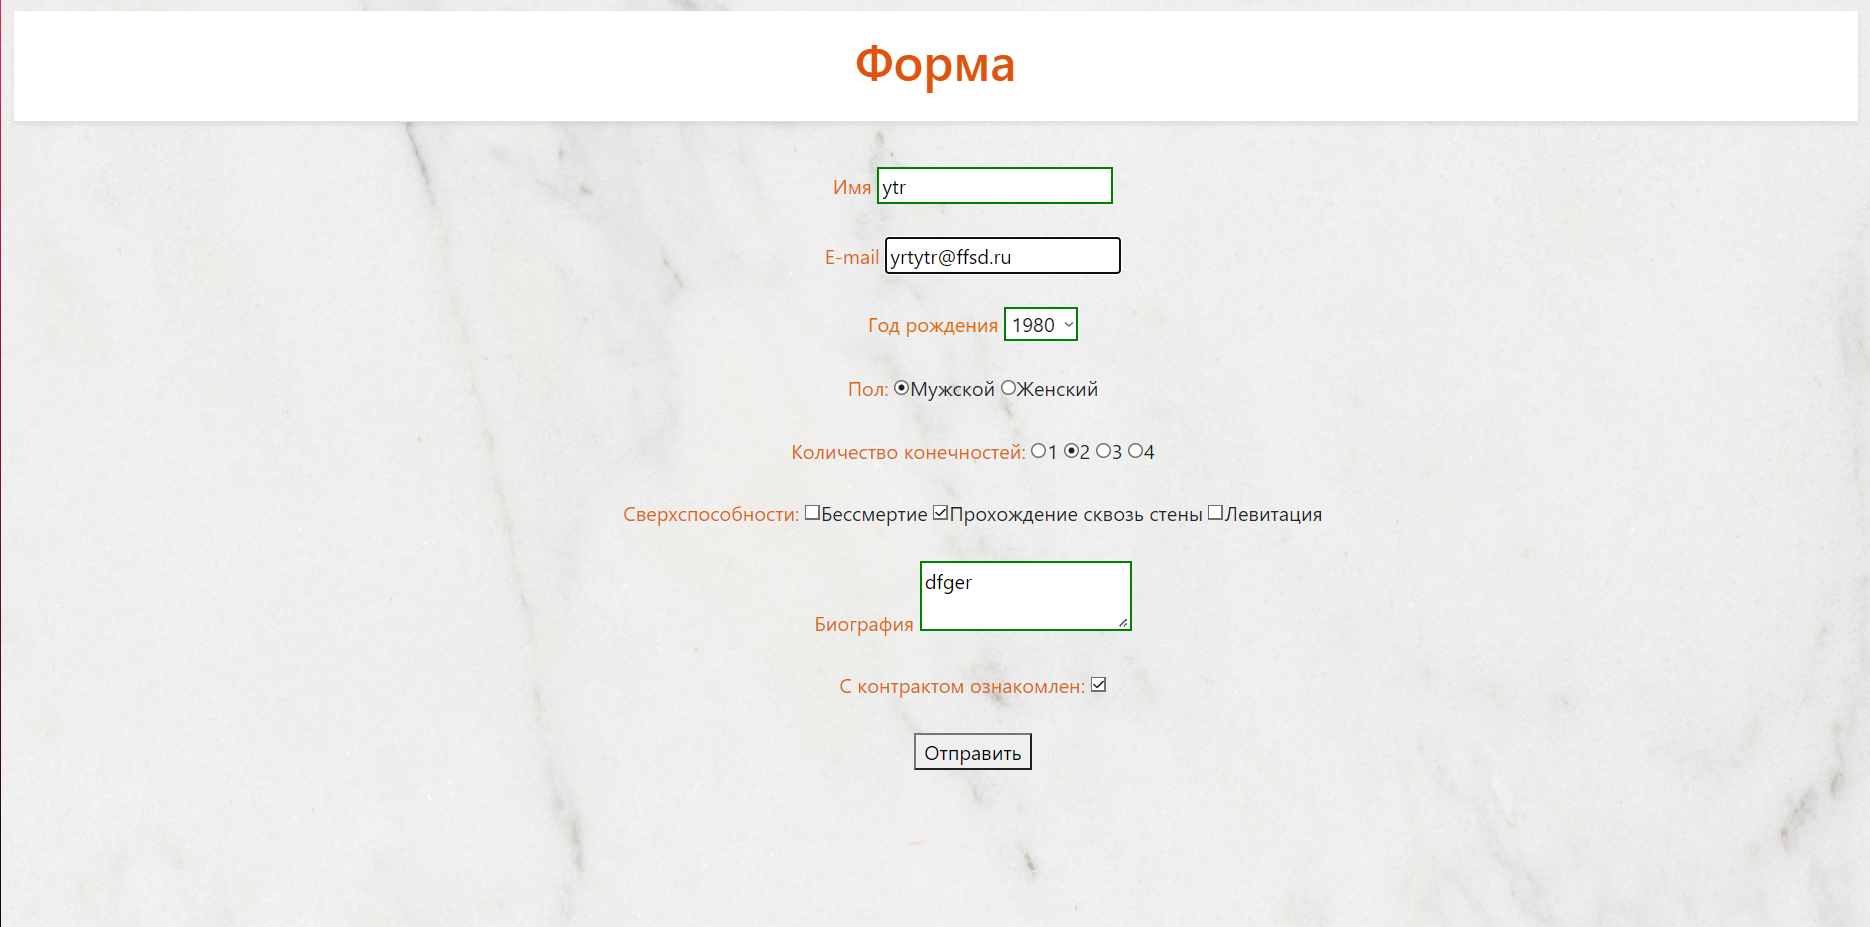 Форма
Имя ytr
E-mail yrtytr@ffsd.ru
Год рождения 1980
Пол: Мужской Женский
Количество конечностей: 1 2 3 4
Сверхспособности: Бессмертие Прохождение сквозь стены Левитация
dfger
Биография
С контрактом ознакомлен:
Отправить